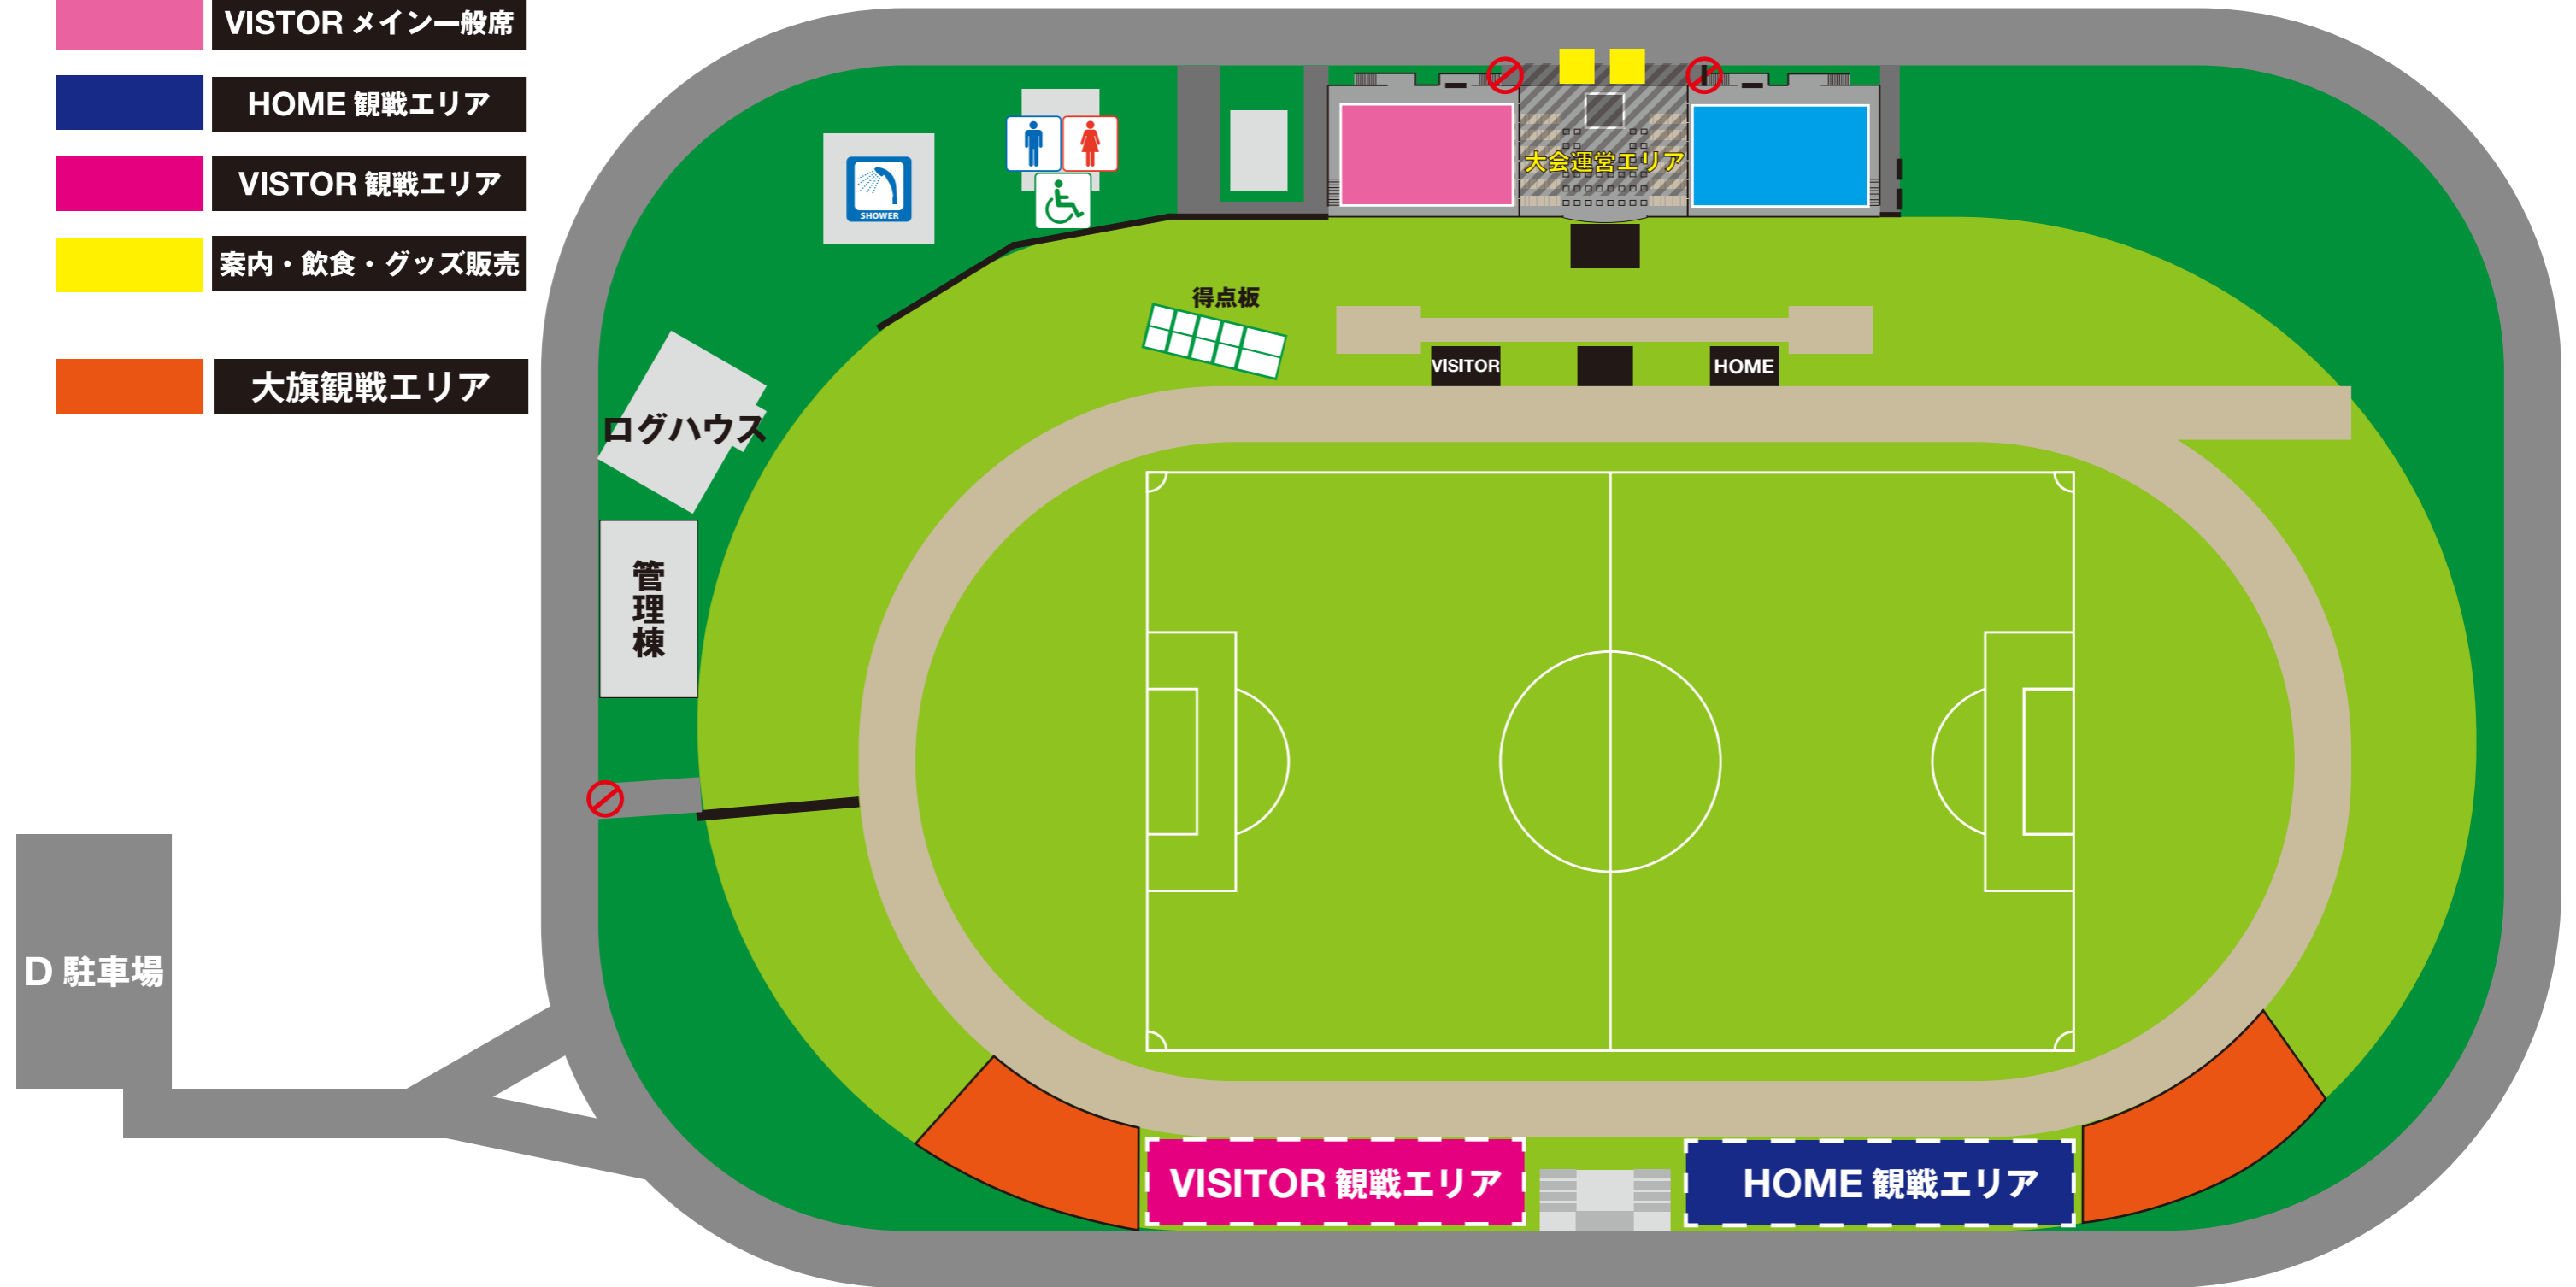 VISTOR メイン一般席
HOME 観戦エリア
VISTOR 観戦エリア
案内・飲食・グッズ販売
大旗観戦エリア
SHOWER
大会運営エリア
得点板
VISITOR
HOME
ログハウス
管理棟
D 駐車場
VISITOR 観戦エリア
HOME 観戦エリア